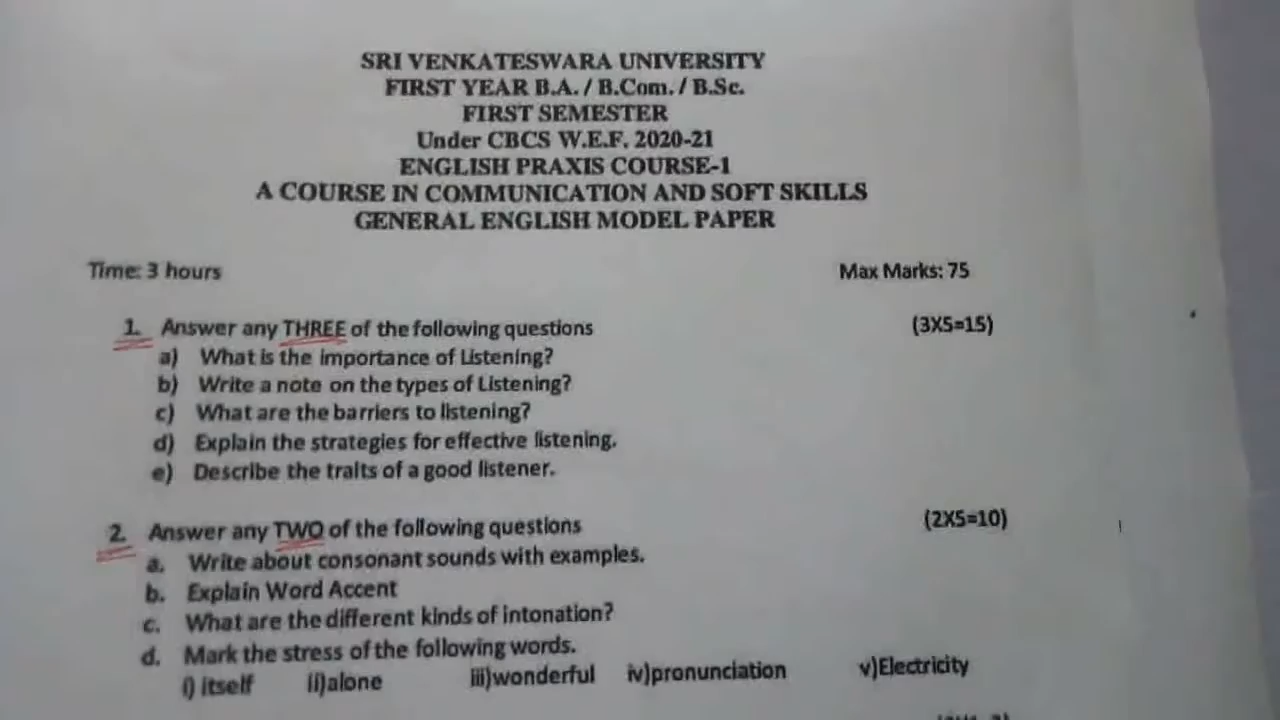 SRI VENKATESWARA UNIVERSITY
FIRST YEAR B.A. / B.Com. / B.Sc.
FIRST SEMESTER
Under CBCS W.E.F. 2020-21
ENGLISH PRAXIS COURSE-1
A COURSE IN COMMUNICATION AND SOFT SKILLS
GENERAL ENGLISH MODEL PAPER
Time: 3 hours Max Marks: 75
1. Answer any THREE of the following questions (3X5=15)
a) What is the importance of Listening?
b) Write a note on the types of Listening?
c) What are the barriers to listening?
d) Explain the strategies for effective listening.
e) Describe the traits of a good listener.
2. Answer any TWO of the following questions (2X5=10)
a. Write about consonant sounds with examples.
b. Explain Word Accent
c. What are the different kinds of intonation?
d. Mark the stress of the following words.
i) itself ii)alone iii)wonderful iv)pronunciation v)Electricity